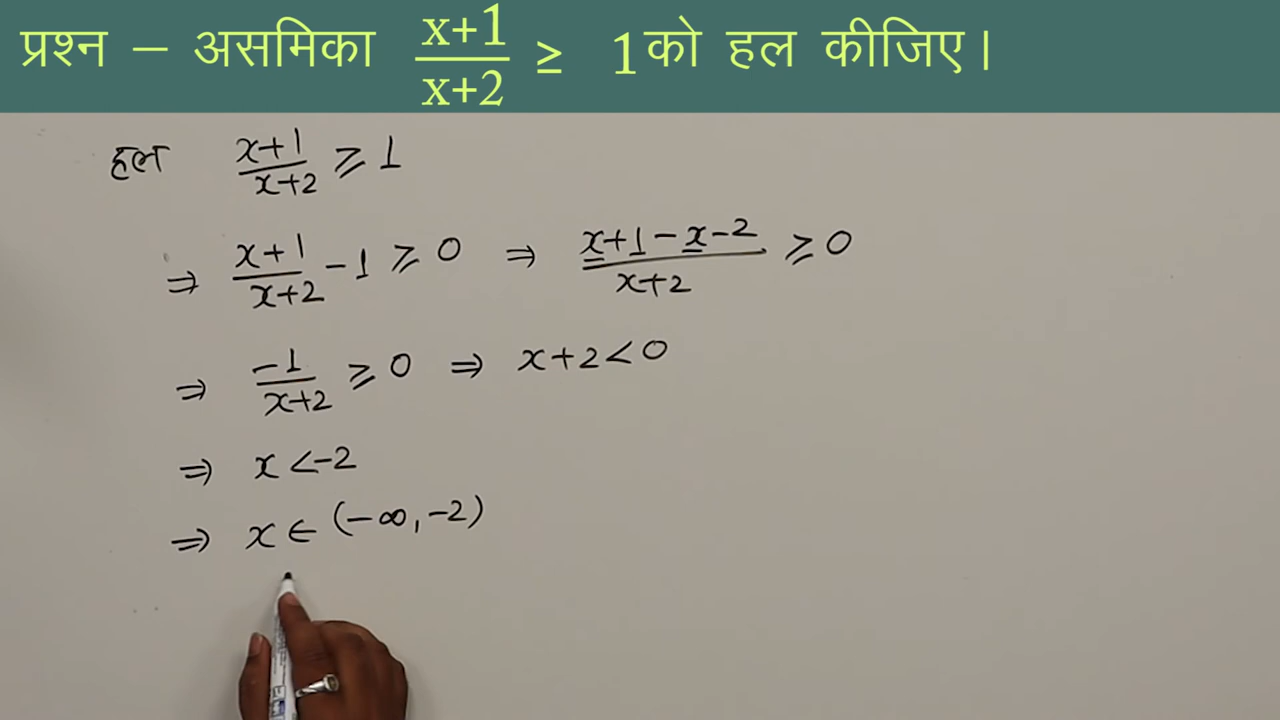 प्रश्न – असमिका (x+1)/(x+2) ≥ 1 को हल कीजिए।
हल (x+1)/(x+2) ≥ 1
⇒ (x+1)/(x+2) - 1 ≥ 0 ⇒ (x+1-x-2)/(x+2) ≥ 0
⇒ -1/(x+2) ≥ 0 ⇒ x+2 < 0
⇒ x < -2
⇒ x ∈ (-∞, -2)